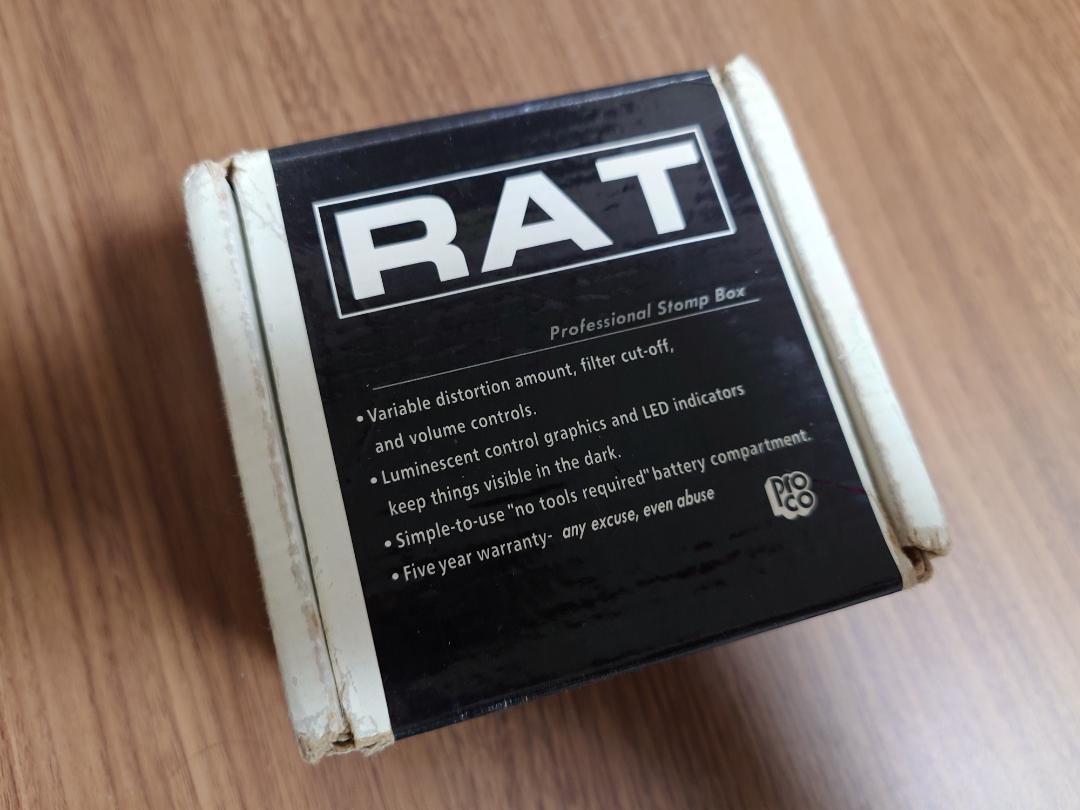 RAT
Professional Stomp Box
• Variable distortion amount, filter cut-off,
and volume controls.
• Luminescent control graphics and LED indicators
keep things visible in the dark.
• Simple-to-use "no tools required" battery compartment.
• Five year warranty- any excuse, even abuse
pro
co